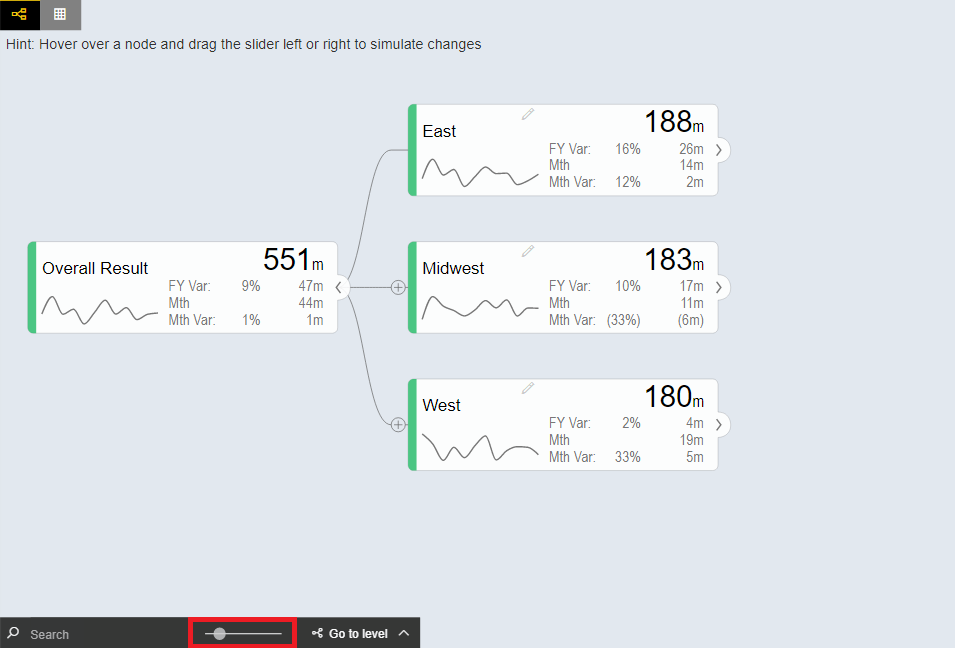 Hint: Hover over a node and drag the slider left or right to simulate changes
East
188m
FY Var: 16% 26m
Mth 14m
Mth Var: 12% 2m
Overall Result
551m
FY Var: 9% 47m
Mth 44m
Mth Var: 1% 1m
Midwest
183m
FY Var: 10% 17m
Mth 11m
Mth Var: (33%) (6m)
West
180m
FY Var: 2% 4m
Mth 19m
Mth Var: 33% 5m
Search
Go to level